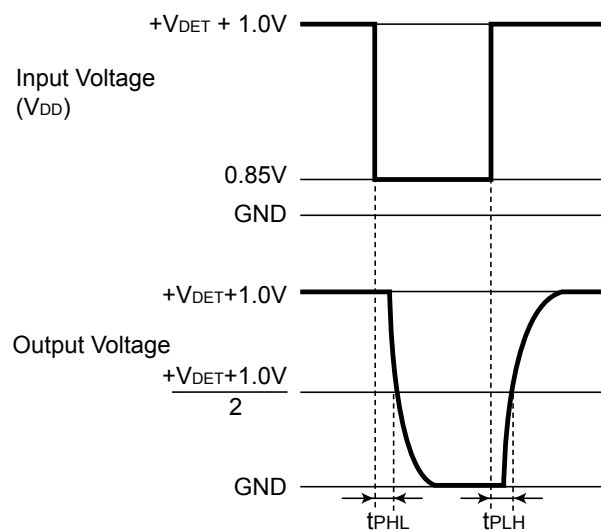 +VDET + 1.0V
Input Voltage
(VDD)
0.85V
GND
+VDET+1.0V
Output Voltage
+VDET+1.0V
2
GND
tPHL
tPLH